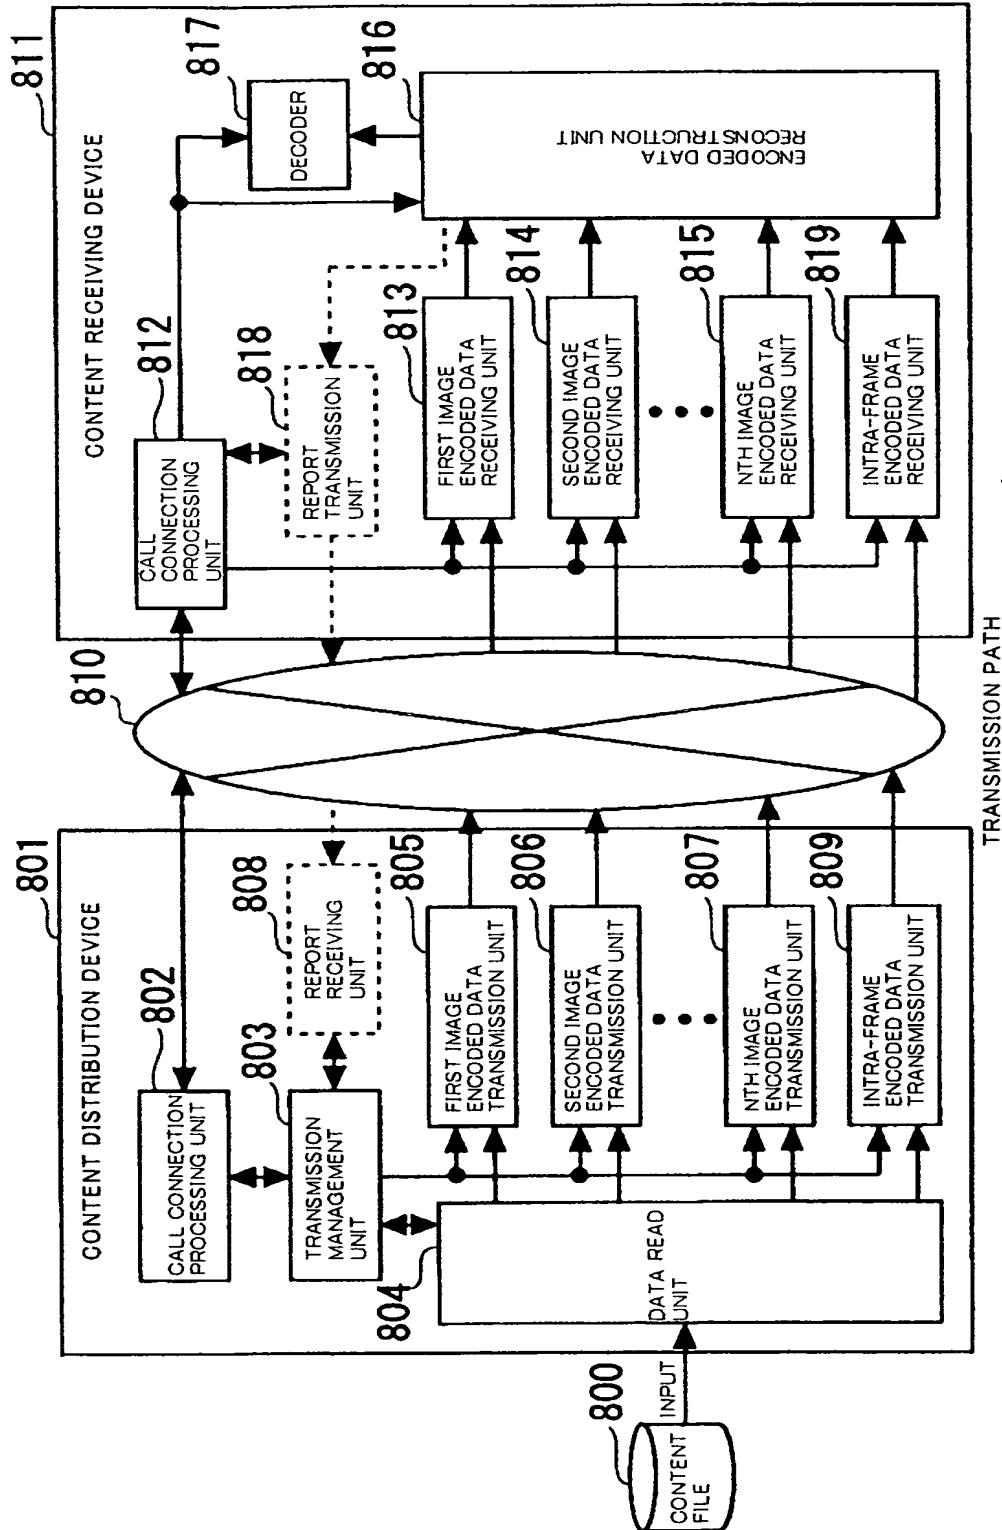 CONTENT DISTRIBUTION DEVICE
801
CALL CONNECTION
PROCESSING UNIT
802
TRANSMISSION
MANAGEMENT
UNIT
803
REPORT
RECEIVING
UNIT
808
804
DATA READ
UNIT
800
CONTENT
FILE
INPUT
FIRST IMAGE
ENCODED DATA
TRANSMISSION UNIT
805
SECOND IMAGE
ENCODED DATA
TRANSMISSION UNIT
806
NTH IMAGE
ENCODED DATA
TRANSMISSION UNIT
807
INTRA-FRAME
ENCODED DATA
TRANSMISSION UNIT
809
810
TRANSMISSION PATH
CONTENT RECEIVING DEVICE
811
CALL
CONNECTION
PROCESSING
UNIT
812
REPORT
TRANSMISSION
UNIT
818
FIRST IMAGE
ENCODED DATA
RECEIVING UNIT
813
SECOND IMAGE
ENCODED DATA
RECEIVING UNIT
814
NTH IMAGE
ENCODED DATA
RECEIVING UNIT
815
INTRA-FRAME
ENCODED DATA
RECEIVING UNIT
819
DECODER
817
ENCODED DATA
RECONSTRUCTION UNIT
816